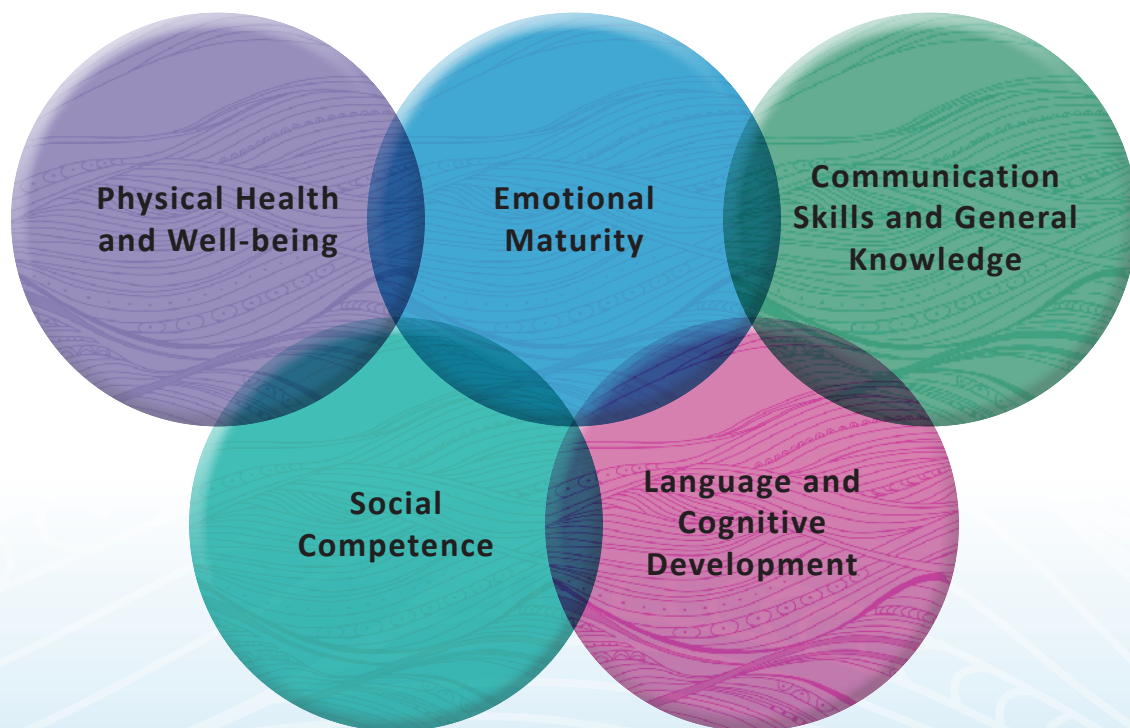 Physical Health
and Well-being
Emotional
Maturity
Communication
Skills and General
Knowledge
Social
Competence
Language and
Cognitive
Development